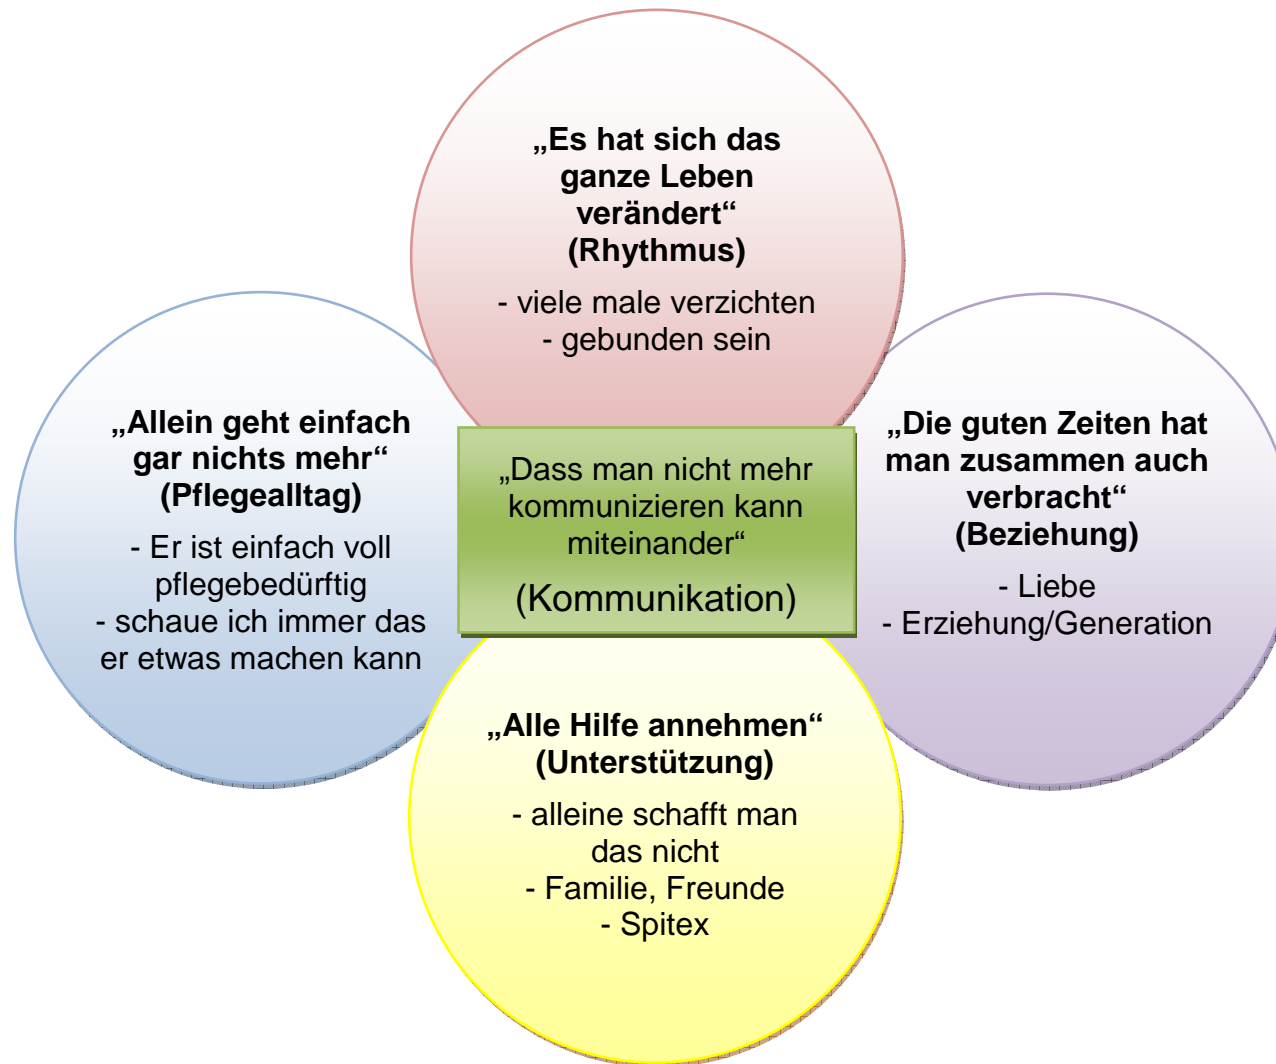 „Es hat sich das
ganze Leben
verändert“
(Rhythmus)
- viele male verzichten
- gebunden sein
„Allein geht einfach
gar nichts mehr“
(Pflegealltag)
- Er ist einfach voll
pflegebedürftig
- schaue ich immer das
er etwas machen kann
„Dass man nicht mehr
kommunizieren kann
miteinander“
(Kommunikation)
„Die guten Zeiten hat
man zusammen auch
verbracht“
(Beziehung)
- Liebe
- Erziehung/Generation
„Alle Hilfe annehmen“
(Unterstützung)
- alleine schafft man
das nicht
- Familie, Freunde
- Spitex